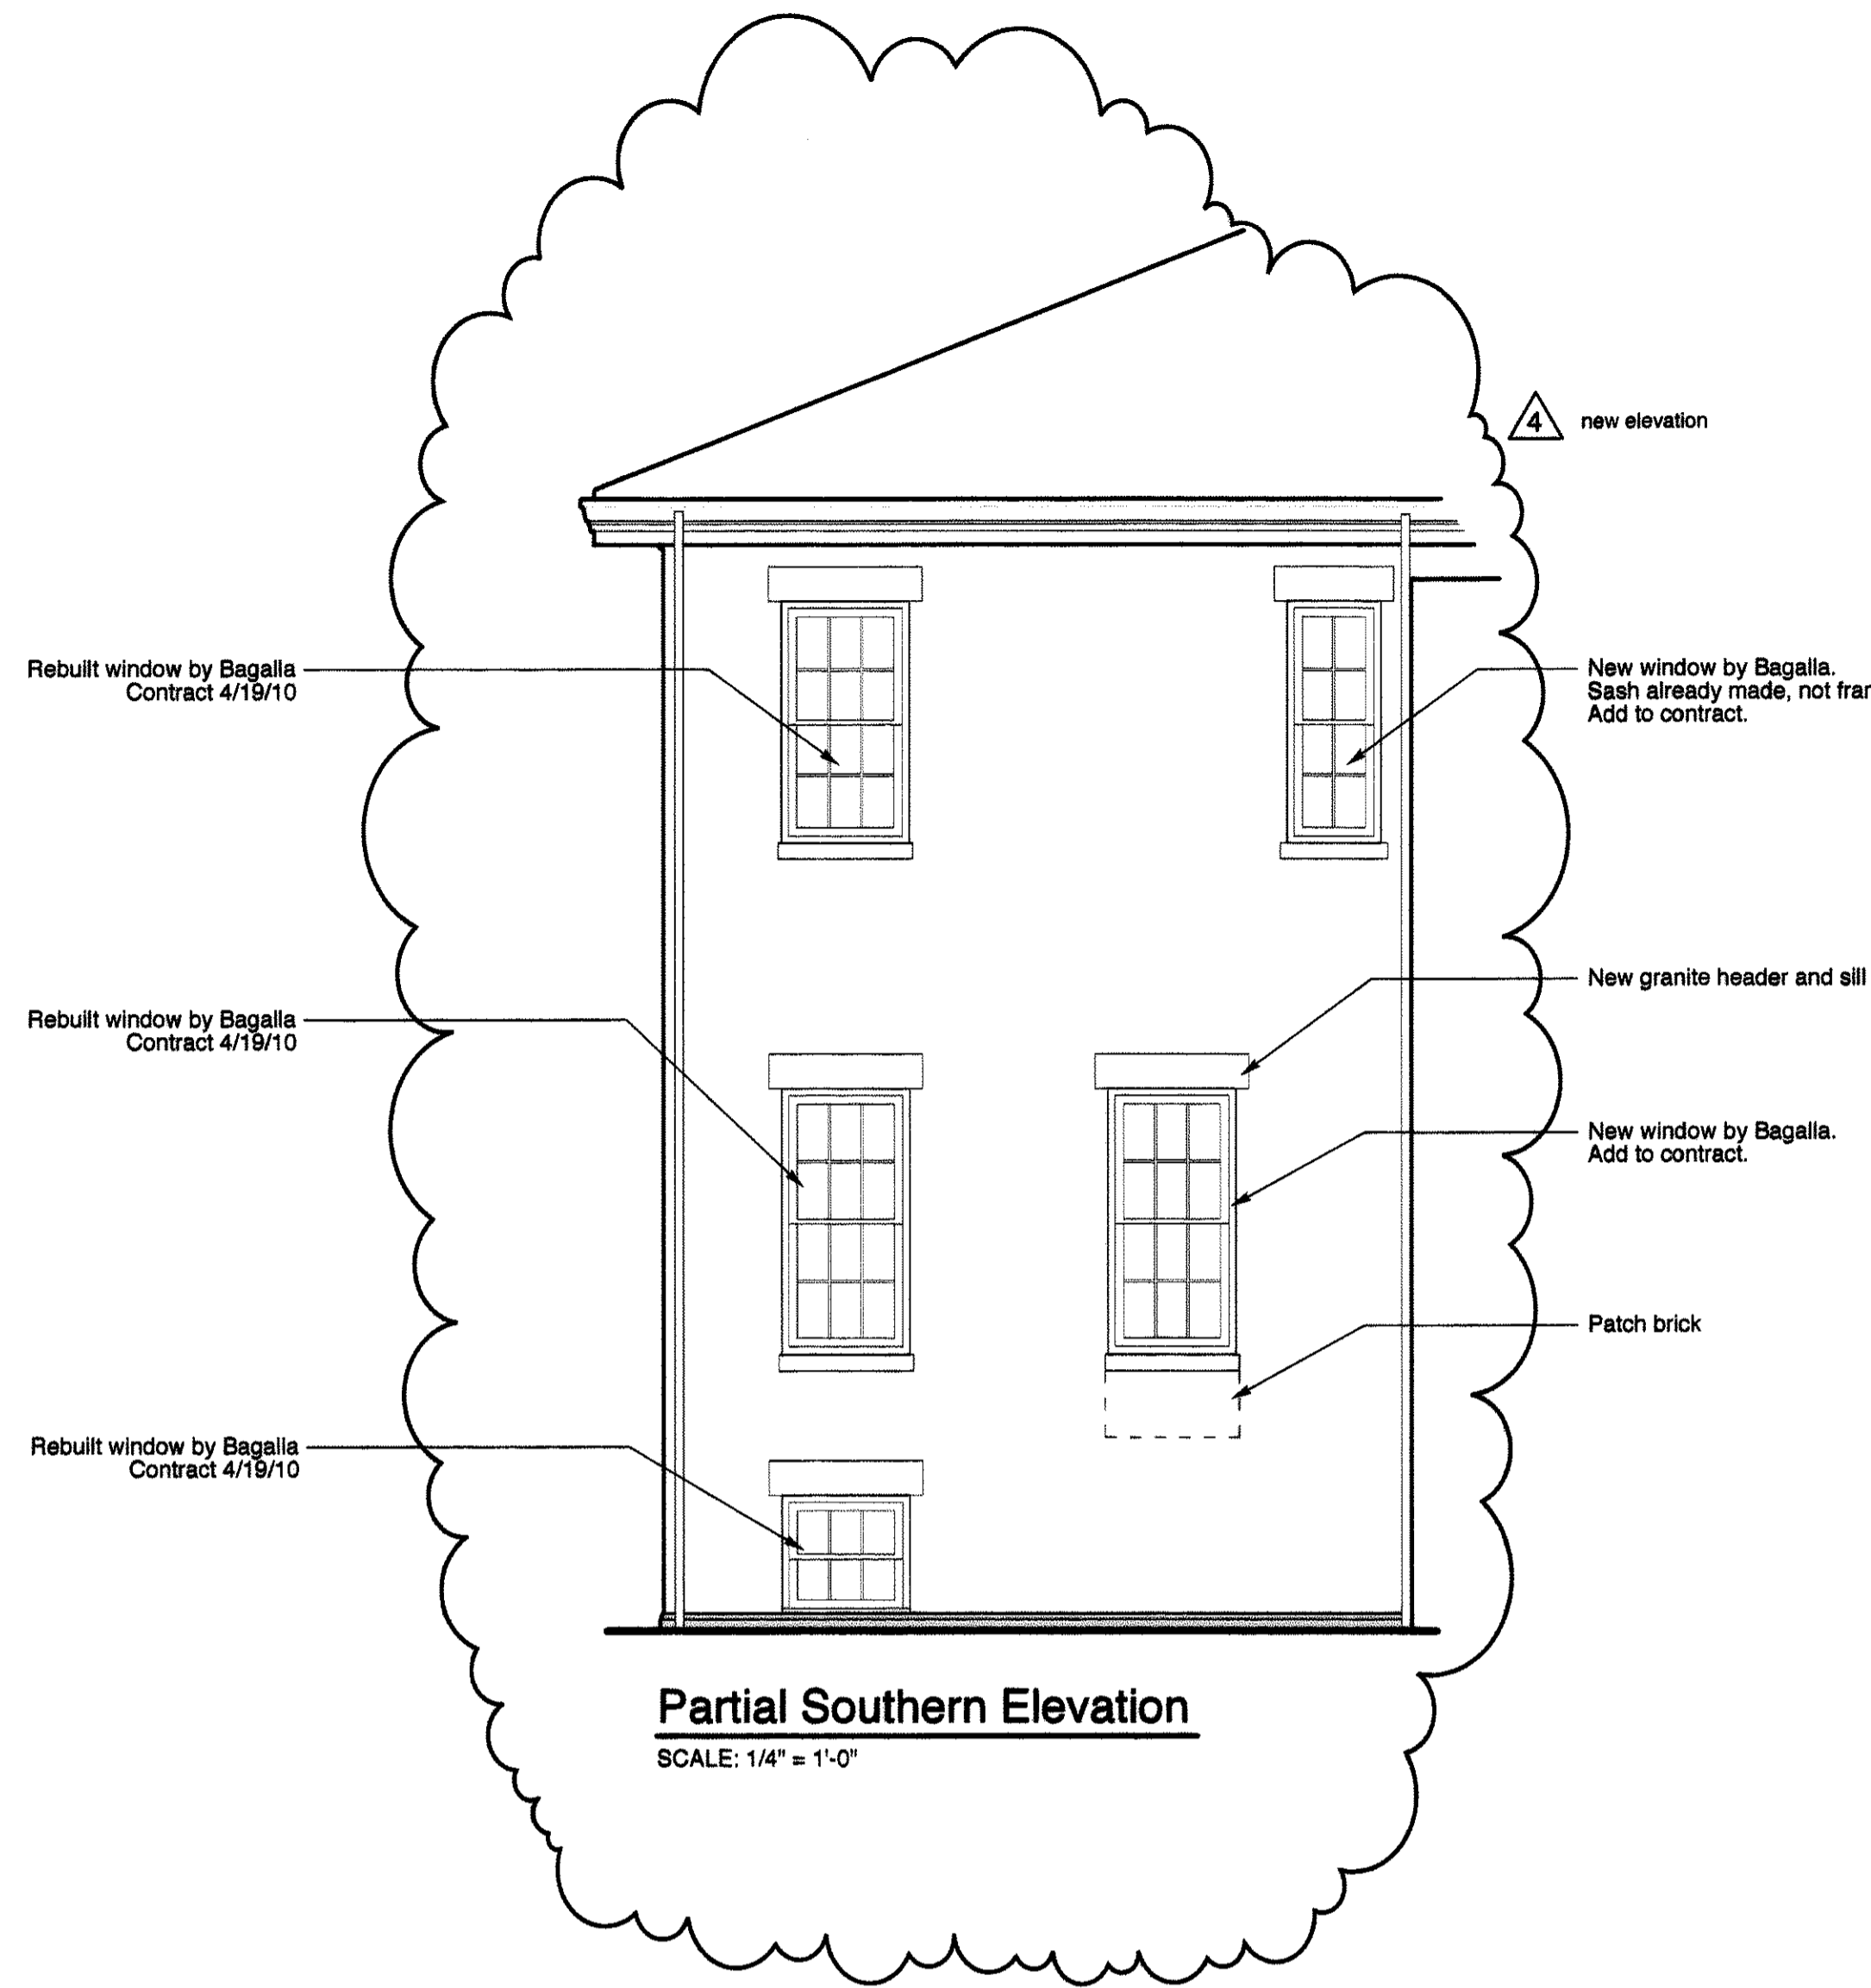 4 new elevation
Rebuilt window by Bagalla
Contract 4/19/10
New window by Bagalla.
Sash already made, not
Add to contract.
New granite header and sill
Rebuilt window by Bagalla
Contract 4/19/10
New window by Bagalla.
Add to contract.
Patch brick
Rebuilt window by Bagalla
Contract 4/19/10
Partial Southern Elevation
SCALE: 1/4" = 1'-0"